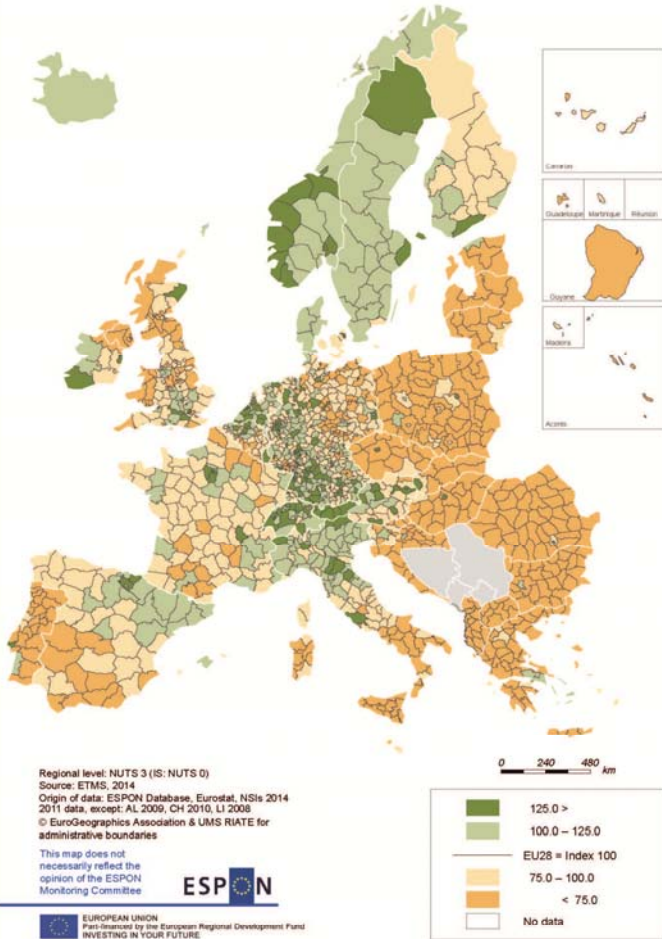 Canaries
Guadeloupe Martinique Réunion
Guyane
Madeira
Acores
Regional level: NUTS 3 (IS: NUTS 0)
Source: ETMS, 2014
Origin of data: ESPON Database, Eurostat, NSIs 2014
2011 data, except: AL 2009, CH 2010, LI 2008
© EuroGeographics Association & UMS RIATE for
administrative boundaries
This map does not
necessarily reflect the
opinion of the ESPON
Monitoring Committee
ESPON
EUROPEAN UNION
Part-financed by the European Regional Development Fund
INVESTING IN YOUR FUTURE
0 240 480
km
125.0 >
100.0 – 125.0
EU28 = Index 100
75.0 – 100.0
< 75.0
No data